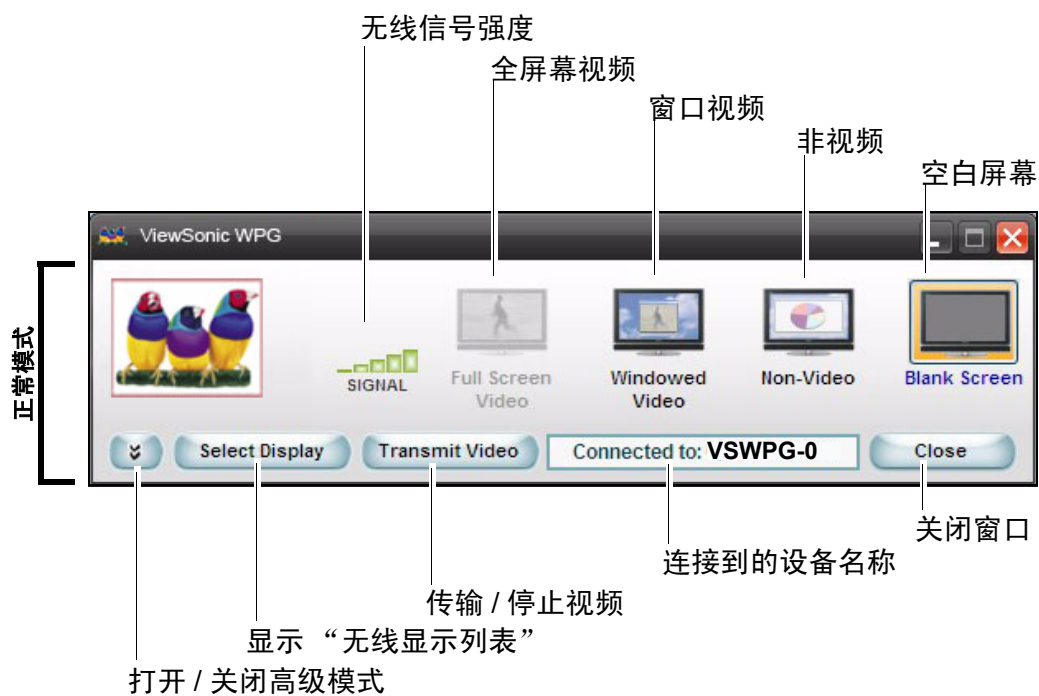 无线信号强度
全屏幕视频
窗口视频
非视频
空白屏幕
ViewSonic WPG
正常模式
SIGNAL
Full Screen
Video
Windowed
Video
Non-Video
Blank Screen
Select Display
Transmit Video
Connected to: VSWPG-0
Close
关闭窗口
连接到的设备名称
传输 / 停止视频
显示 “无线显示列表”
打开 / 关闭高级模式